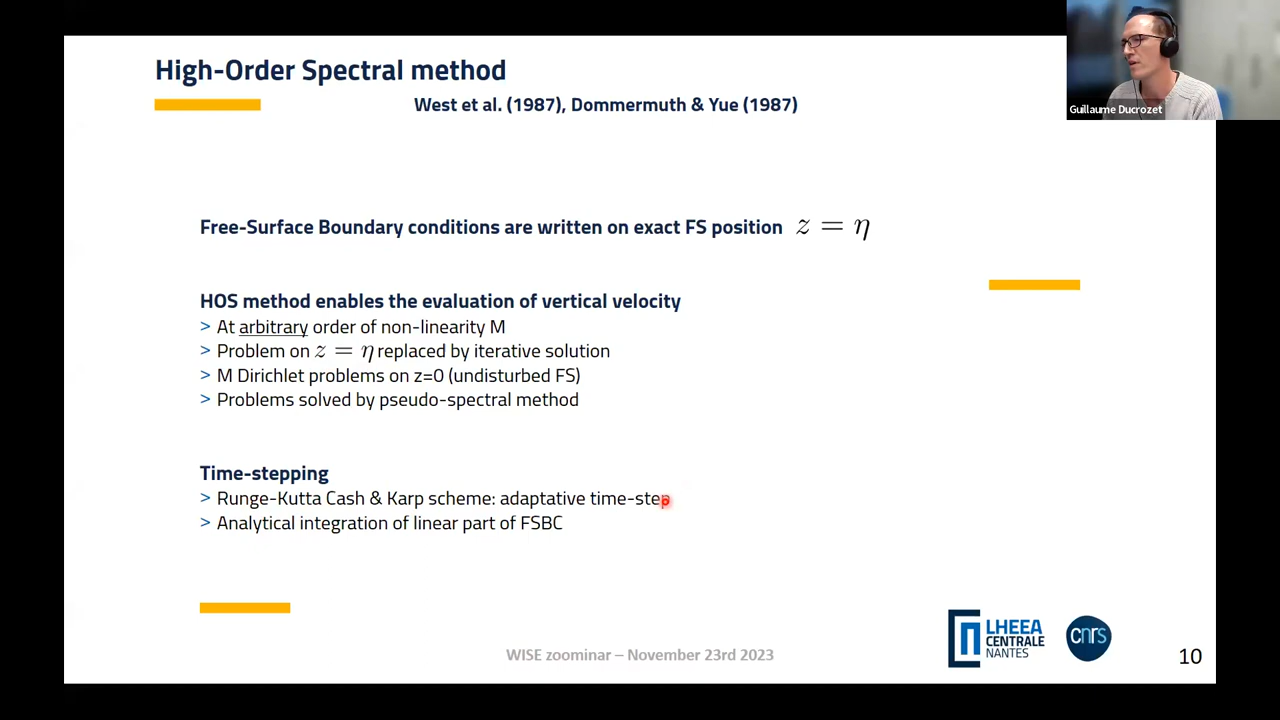 High-Order Spectral method
West et al. (1987), Dommermuth & Yue (1987)
Guillaume Ducrozet
Free-Surface Boundary conditions are written on exact FS position z = η
HOS method enables the evaluation of vertical velocity
> At arbitrary order of non-linearity M
> Problem on z = η replaced by iterative solution
> M Dirichlet problems on z=0 (undisturbed FS)
> Problems solved by pseudo-spectral method
Time-stepping
> Runge-Kutta Cash & Karp scheme: adaptative time-step
> Analytical integration of linear part of FSBC
WISE zoominar – November 23rd 2023
LHEEA
CENTRALE
NANTES
cnrs
10